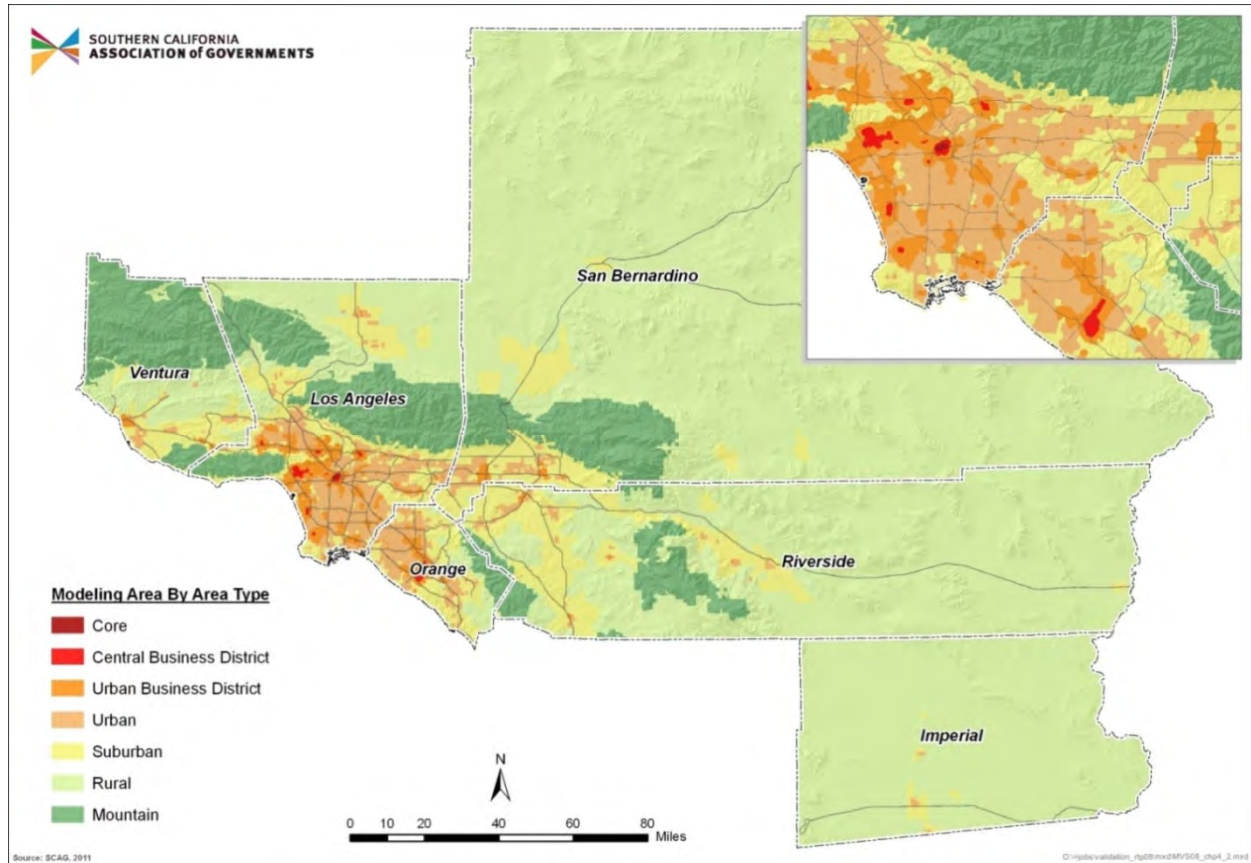 SOUTHERN CALIFORNIA
ASSOCIATION of GOVERNMENTS
San Bernardino
Ventura
Los Angeles
Orange
Riverside
Imperial
Modeling Area By Area Type
Core
Central Business District
Urban Business District
Urban
Suburban
Rural
Mountain
N
0 10 20 40 60 80
Miles
Source: SCAG, 2011